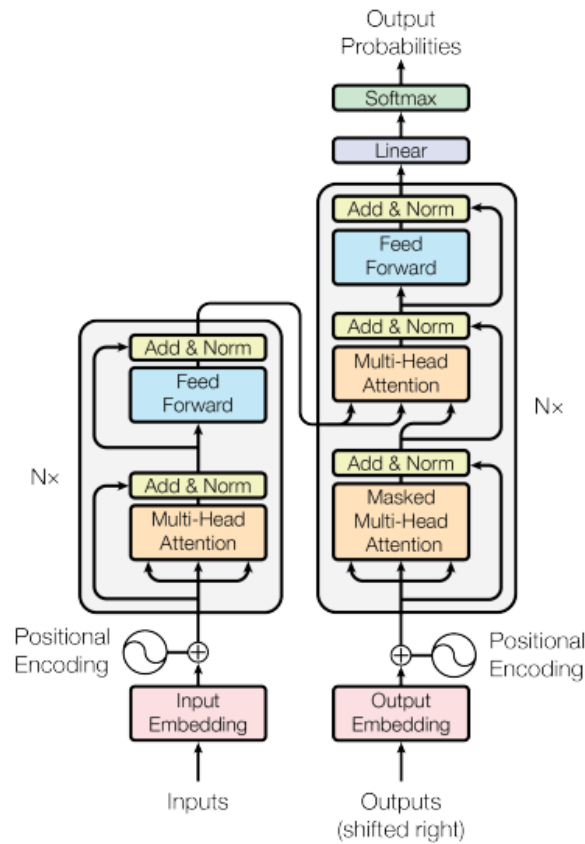 Output
Probabilities
Softmax
Linear
Add & Norm
Feed
Forward
Add & Norm
Multi-Head
Attention
Add & Norm
Masked
Multi-Head
Attention
N×
Add & Norm
Feed
Forward
Add & Norm
Multi-Head
Attention
N×
Positional
Encoding
Positional
Encoding
Input
Embedding
Output
Embedding
Inputs
Outputs
(shifted right)